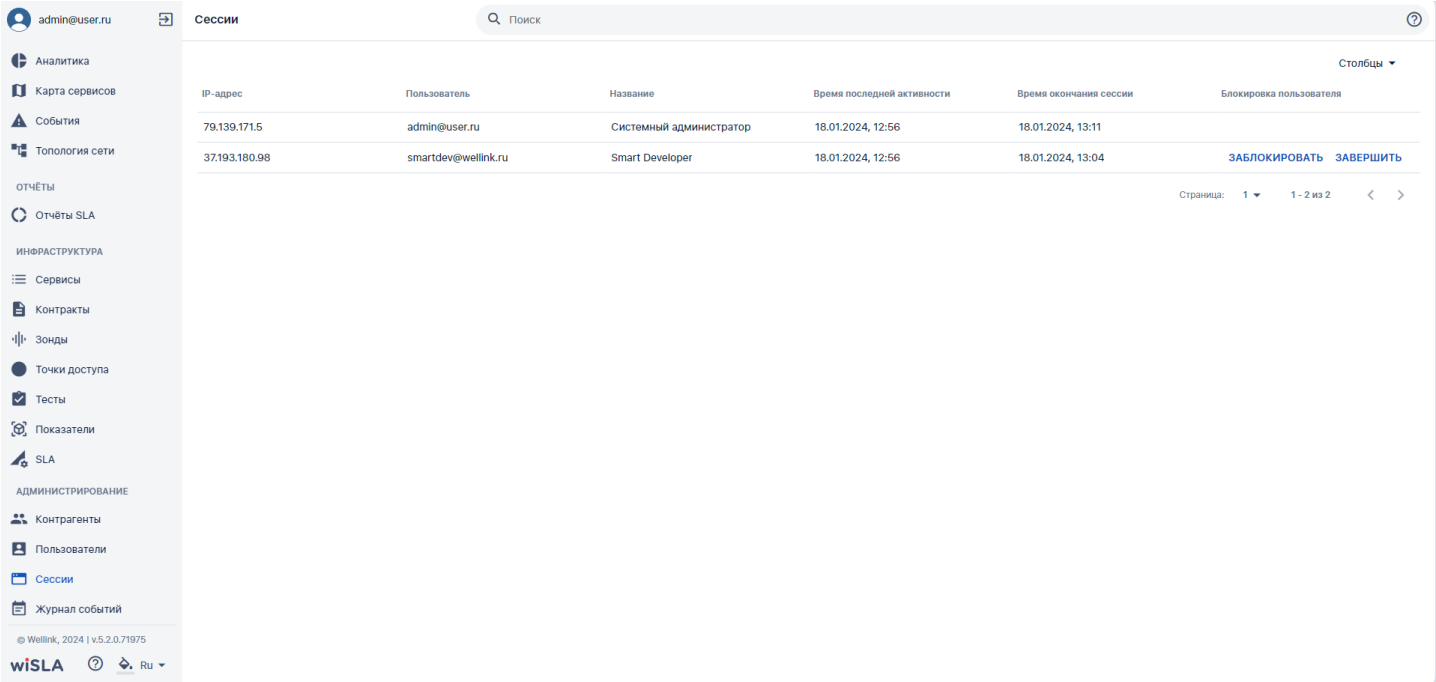 admin@user.ru
Сессии
Поиск
Аналитика
Карта сервисов
События
Топология сети
ОТЧЁТЫ
Отчёты SLA
ИНФРАСТРУКТУРА
Сервисы
Контракты
Зонды
Точки доступа
Тесты
Показатели
SLA
АДМИНИСТРИРОВАНИЕ
Контрагенты
Пользователи
Сессии
Журнал событий
© Wellink, 2024 | v.5.2.0.71975
wiSLA
Ru
Столбцы
IP-адрес Пользователь Название Время последней активности Время окончания сессии Блокировка пользователя
79.139.171.5 admin@user.ru Системный администратор 18.01.2024, 12:56 18.01.2024, 13:11
37.193.180.98 smartdev@wellink.ru Smart Developer 18.01.2024, 12:56 18.01.2024, 13:04 ЗАБЛОКИРОВАТЬ ЗАВЕРШИТЬ
Страница: 1 1 - 2 из 2